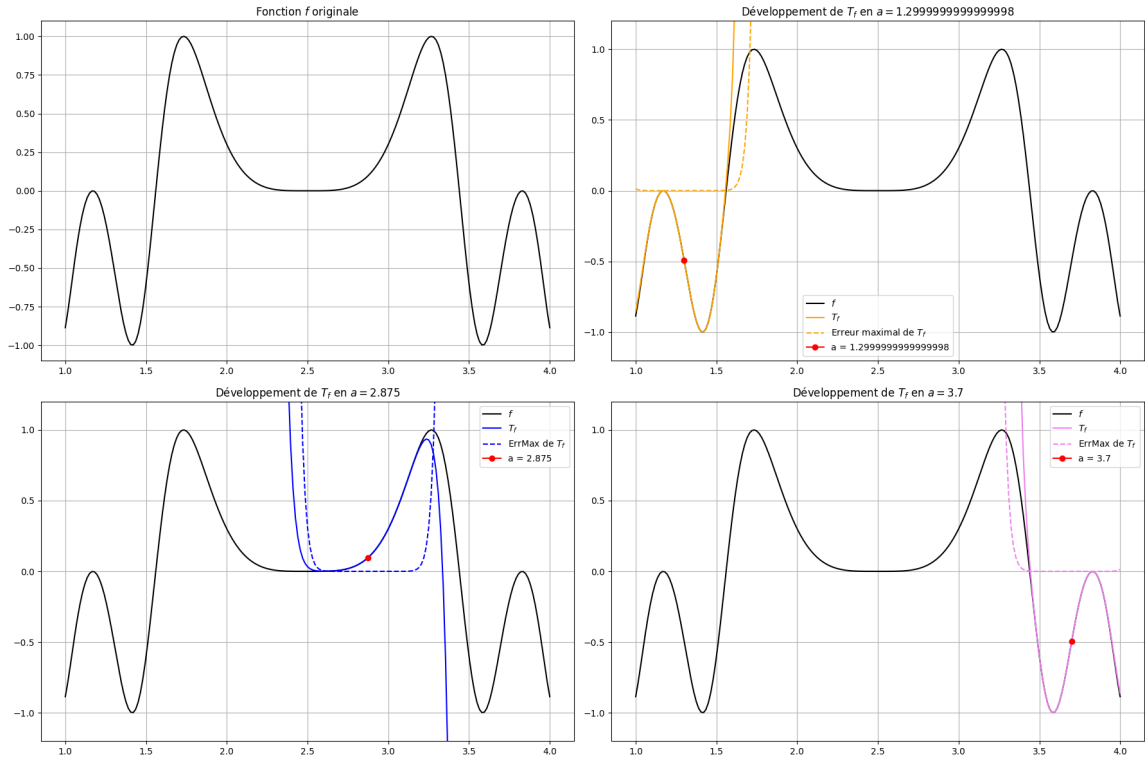 Fonction f originale
1.00
0.75
0.50
0.25
0.00
−0.25
−0.50
−0.75
−1.00
1.0 1.5 2.0 2.5 3.0 3.5 4.0
Développement de T_f en a = 1.2999999999999998
1.0
0.5
0.0
−0.5
−1.0
f
T_f
Erreur maximal de T_f
a = 1.2999999999999998
1.0 1.5 2.0 2.5 3.0 3.5 4.0
Développement de T_f en a = 2.875
f
T_f
ErrMax de T_f
a = 2.875
1.0
0.5
0.0
−0.5
−1.0
1.0 1.5 2.0 2.5 3.0 3.5 4.0
Développement de T_f en a = 3.7
f
T_f
ErrMax de T_f
a = 3.7
1.0
0.5
0.0
−0.5
−1.0
1.0 1.5 2.0 2.5 3.0 3.5 4.0